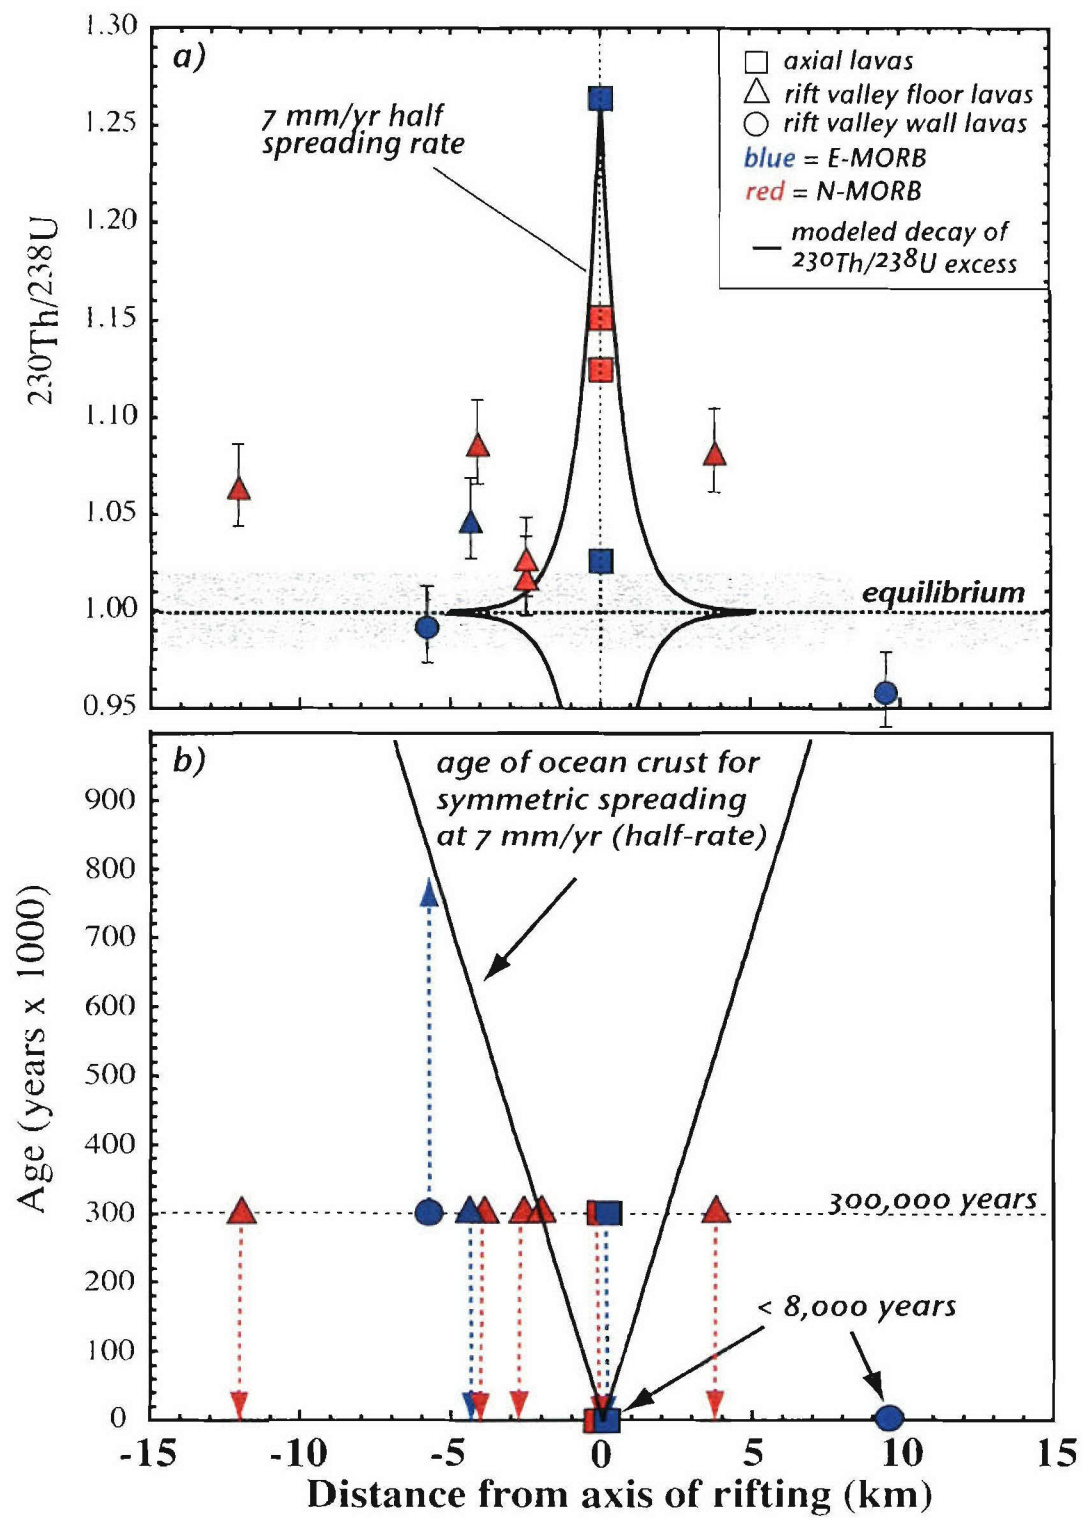 1.30
a)
axial lavas
rift valley floor lavas
rift valley wall lavas
blue = E-MORB
red = N-MORB
modeled decay of
230Th/238U excess
7 mm/yr half
spreading rate
1.25
1.20
1.15
1.10
1.05
1.00
0.95
230Th/238U
equilibrium
b)
age of ocean crust for
symmetric spreading
at 7 mm/yr (half-rate)
900
800
700
600
500
400
300
200
100
0
Age (years x 1000)
300,000 years
< 8,000 years
-15 -10 -5 0 5 10 15
Distance from axis of rifting (km)